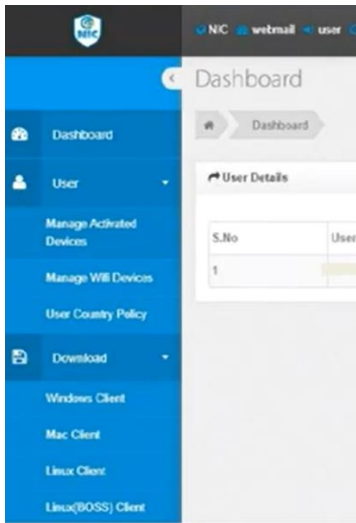 NIC
NIC webmail user
Dashboard
Dashboard
Dashboard
User
User Details
Manage Activated
Devices
S.No
User
1
Manage Wifi Devices
User Country Policy
Download
Windows Client
Mac Client
Linux Client
Linux(BOSS) Client